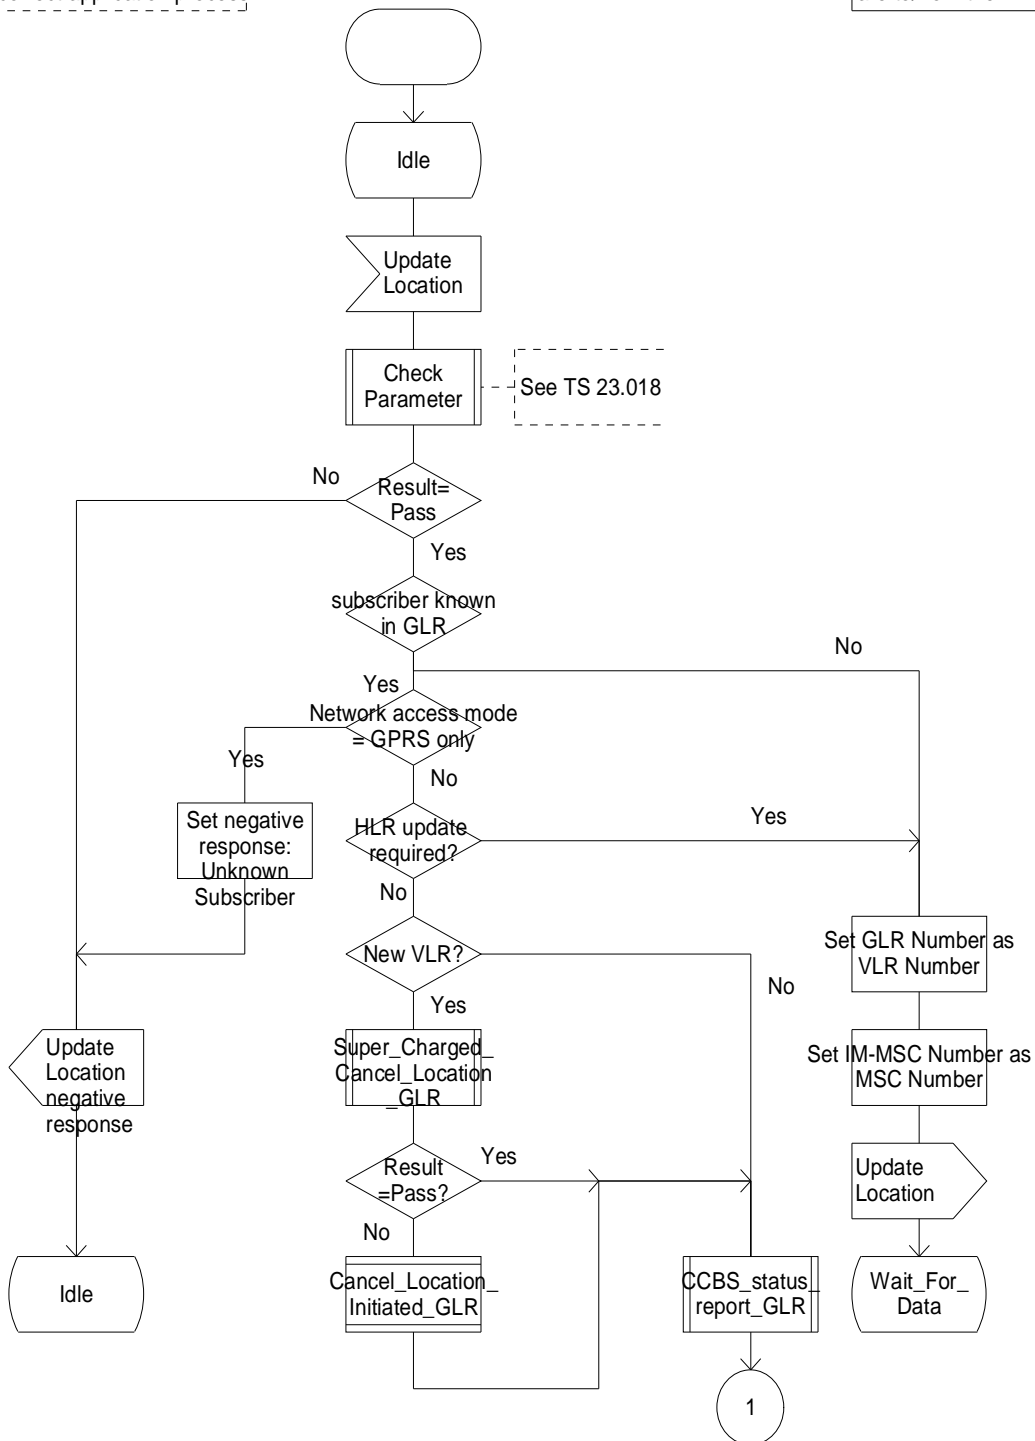 Idle
Update
Location
Check
Parameter
See TS 23.018
No
Result=
Pass
Yes
subscriber known
in GLR
No
Yes
Network access mode
= GPRS only
Yes
No
Set negative
response:
Unknown
Subscriber
HLR update
required?
Yes
No
New VLR?
No
Set GLR Number as
VLR Number
Yes
Update
Location
negative
response
Super_Charged_
Cancel_Location
_GLR
Set IM-MSC Number as
MSC Number
Result
=Pass?
Yes
Update
Location
No
Idle
Cancel_Location_
Initiated_GLR
CCBS_status_
report_GLR
Wait_For_
Data
1